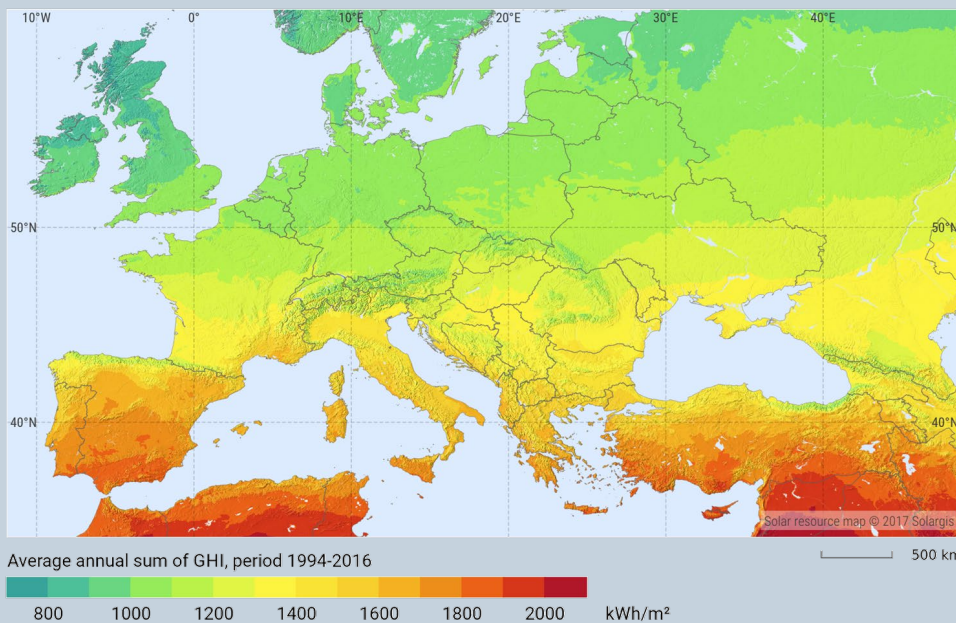 10°W 0° 10°E 20°E 30°E 40°E
50°N 50°N
40°N 40°N
Solar resource map © 2017 Solargis
Average annual sum of GHI, period 1994-2016
500 km
800 1000 1200 1400 1600 1800 2000 kWh/m²